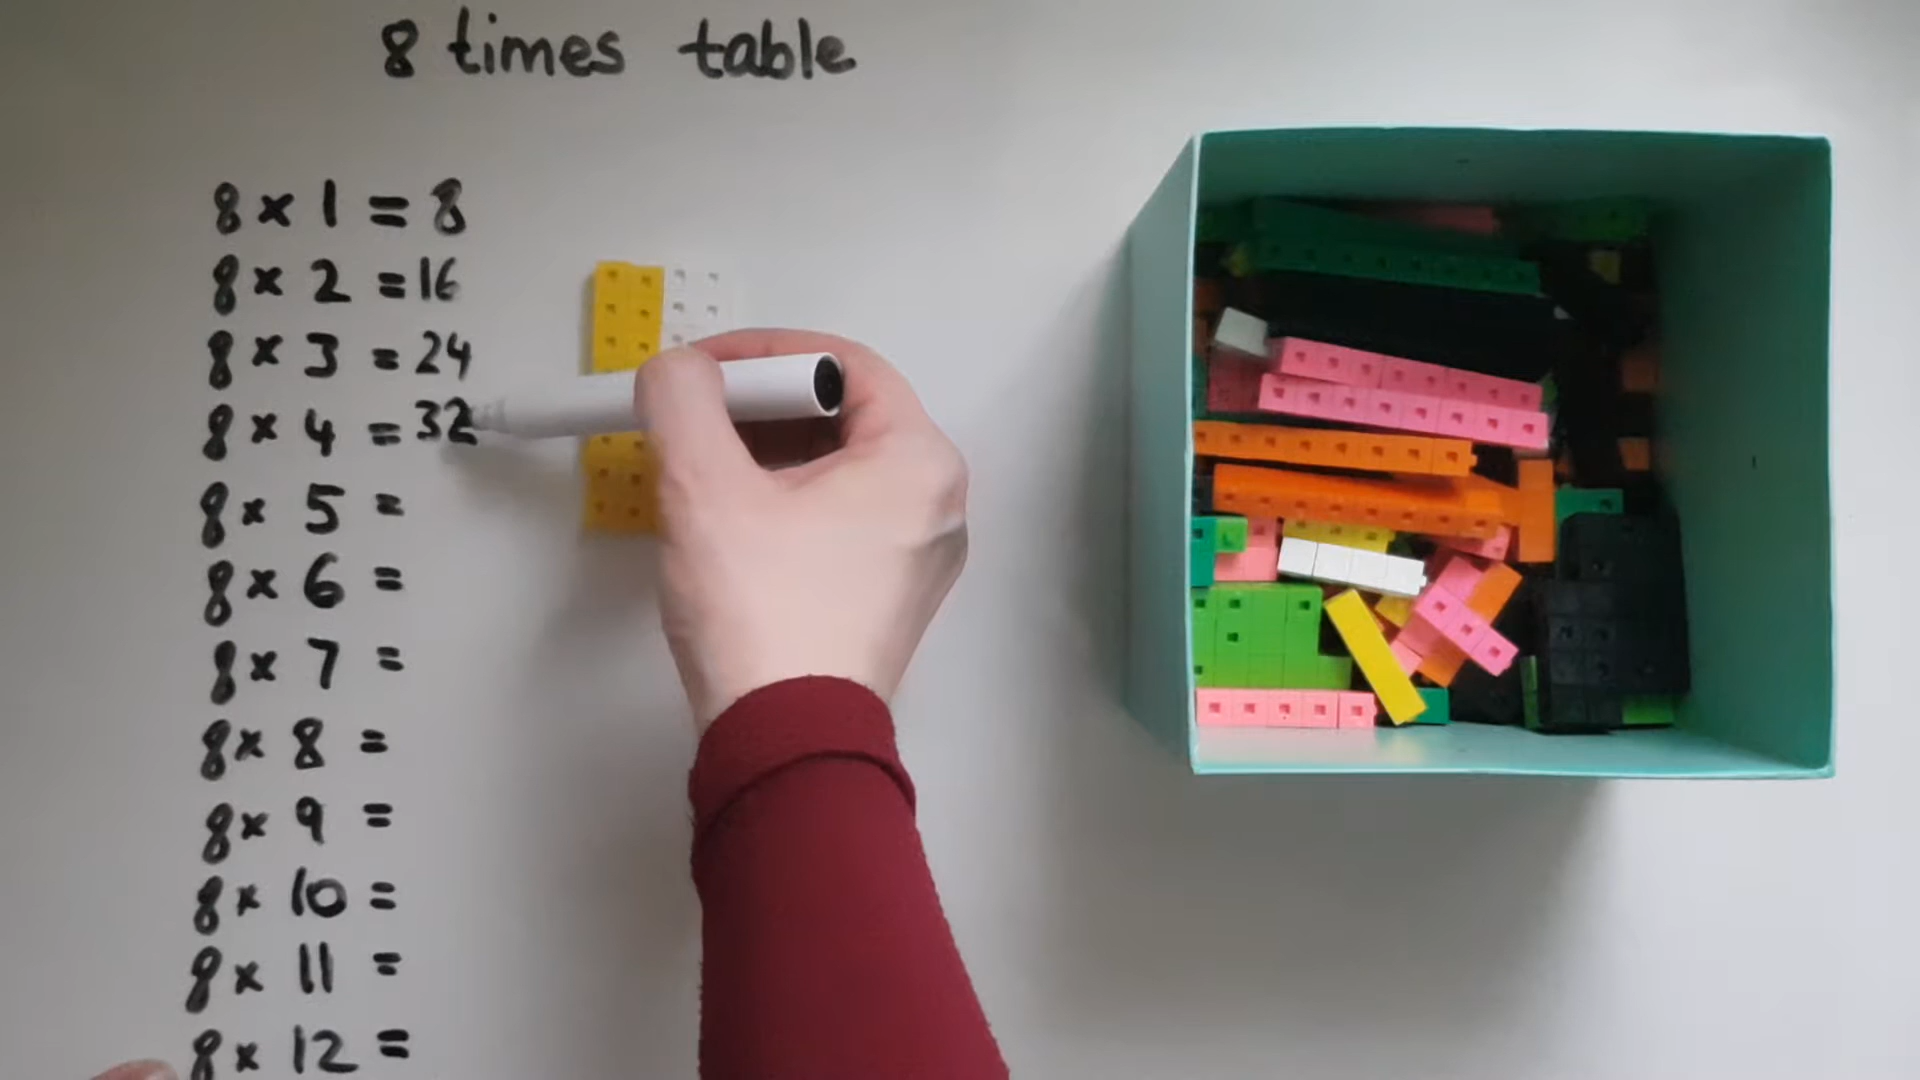 8 times table
8 × 1 = 8
8 × 2 = 16
8 × 3 = 24
8 × 4 = 32
8 × 5 =
8 × 6 =
8 × 7 =
8 × 8 =
8 × 9 =
8 × 10 =
8 × 11 =
8 × 12 =